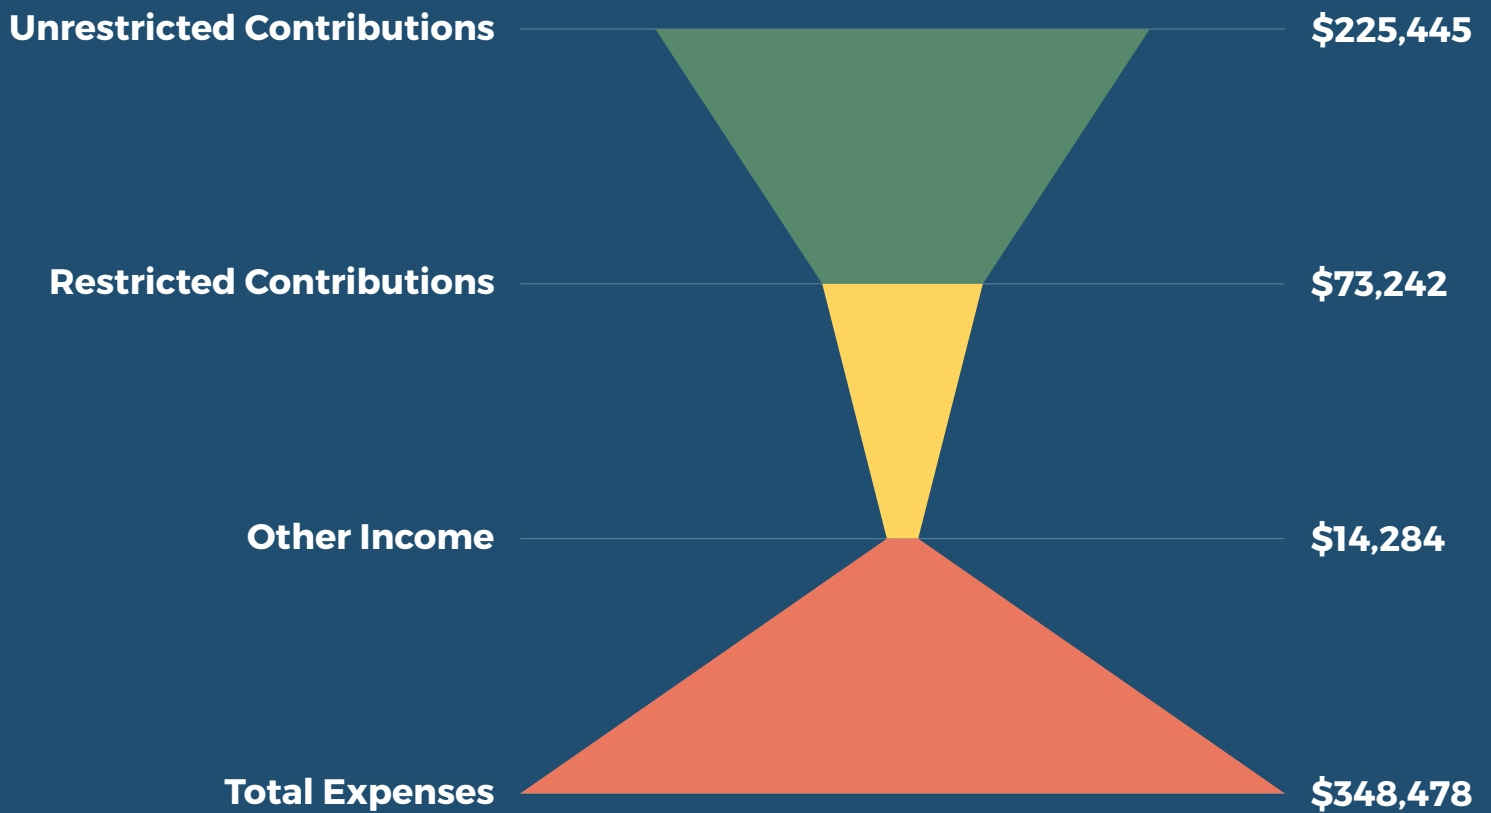 Unrestricted Contributions $225,445
Restricted Contributions $73,242
Other Income $14,284
Total Expenses $348,478